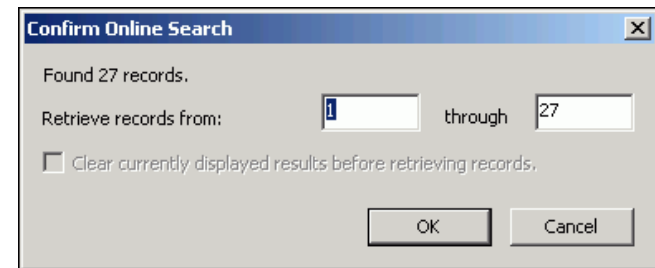 Confirm Online Search
Found 27 records.
Retrieve records from: 1 through 27
Clear currently displayed results before retrieving records.
OK Cancel